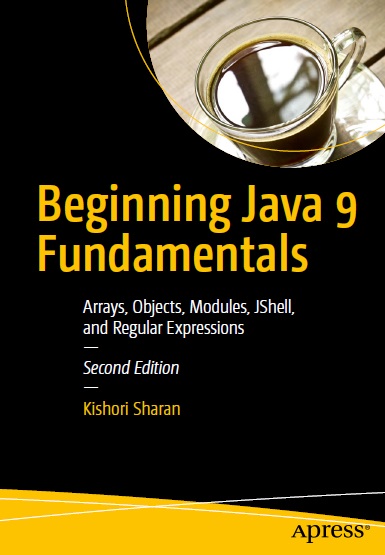 Beginning Java 9
Fundamentals
Arrays, Objects, Modules, JShell,
and Regular Expressions
—
Second Edition
—
Kishori Sharan
Apress®